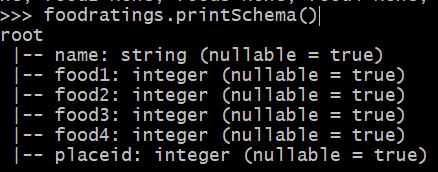 >>> foodratings.printSchema()
root
 |-- name: string (nullable = true)
 |-- food1: integer (nullable = true)
 |-- food2: integer (nullable = true)
 |-- food3: integer (nullable = true)
 |-- food4: integer (nullable = true)
 |-- placeid: integer (nullable = true)